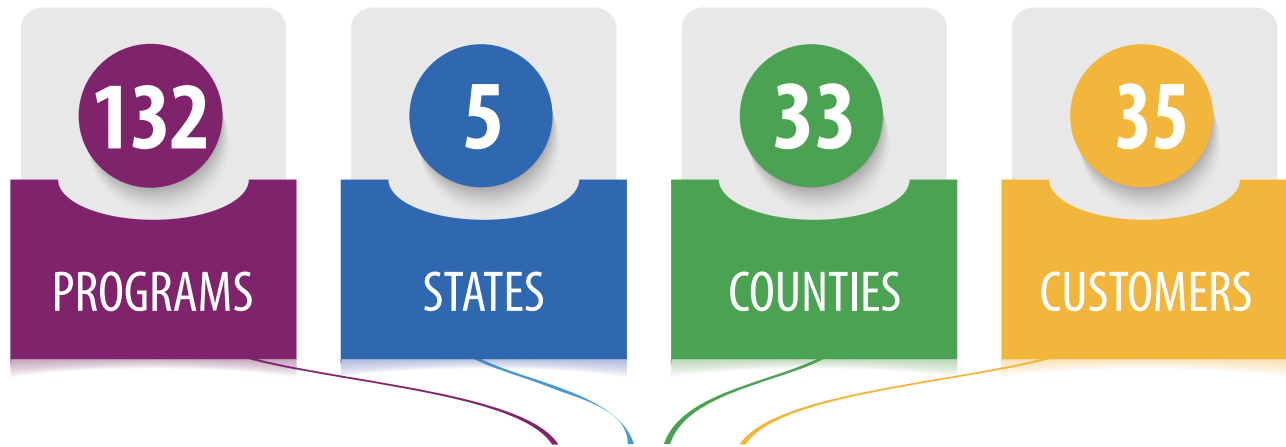 132
PROGRAMS
5
STATES
33
COUNTIES
35
CUSTOMERS